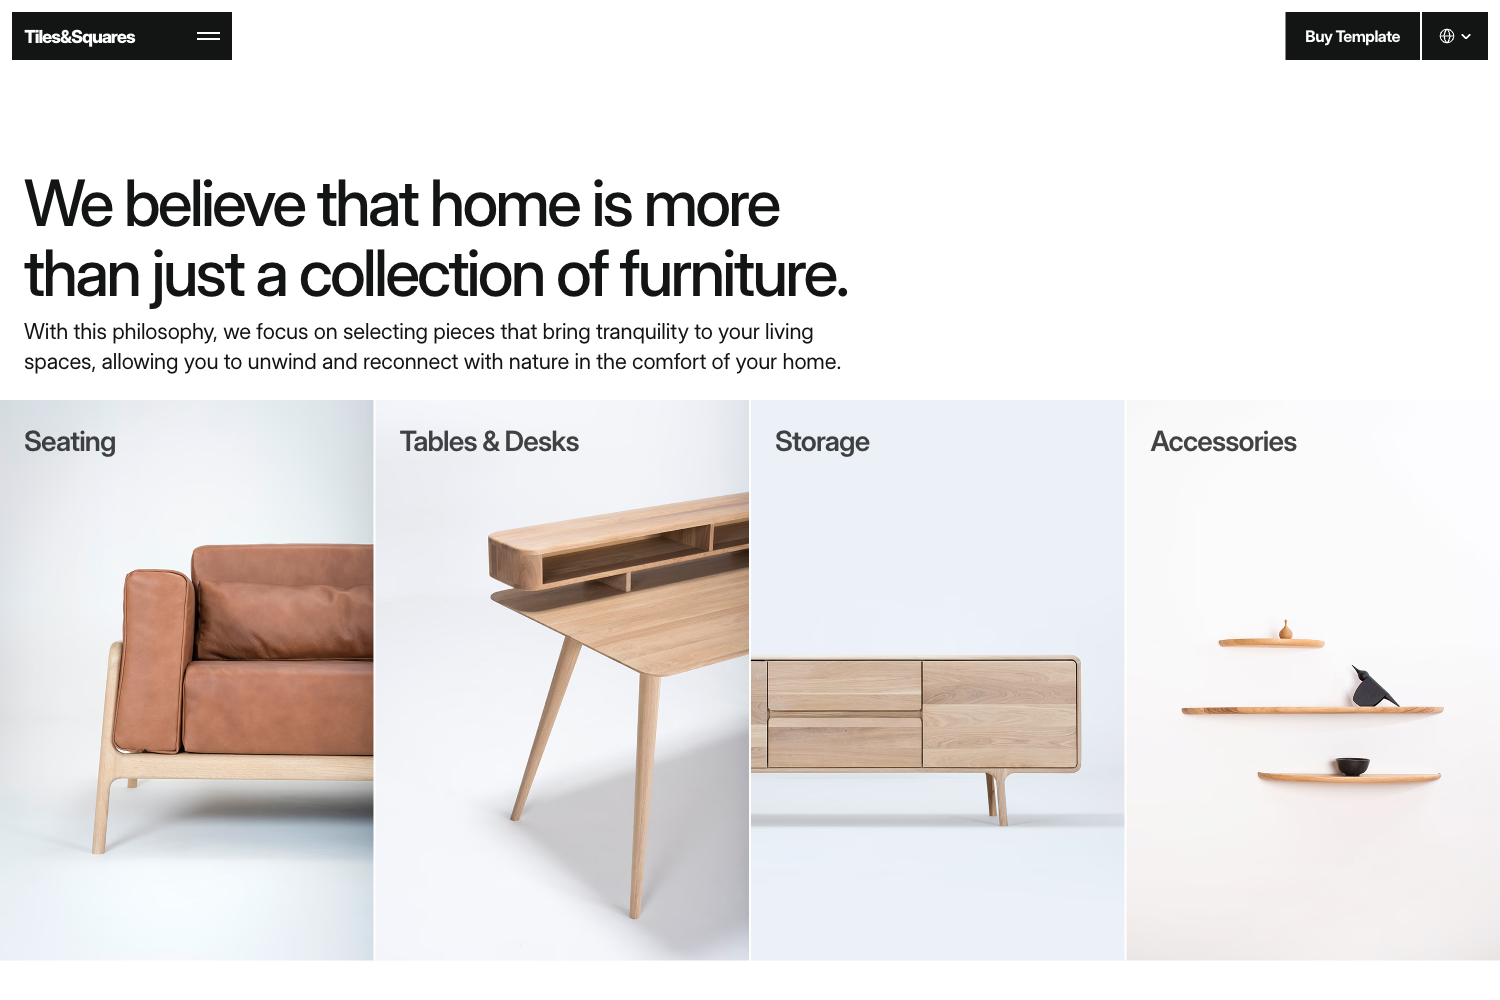 Tiles&Squares
Buy Template
We believe that home is more
than just a collection of furniture.
With this philosophy, we focus on selecting pieces that bring tranquility to your living
spaces, allowing you to unwind and reconnect with nature in the comfort of your home.
Seating
Tables & Desks
Storage
Accessories